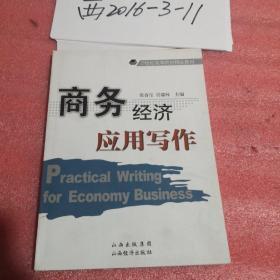 西2016-3-11
商务
经济
应用写作
Practical Writing
for Economy Business
山西出版集团
山西经济出版社